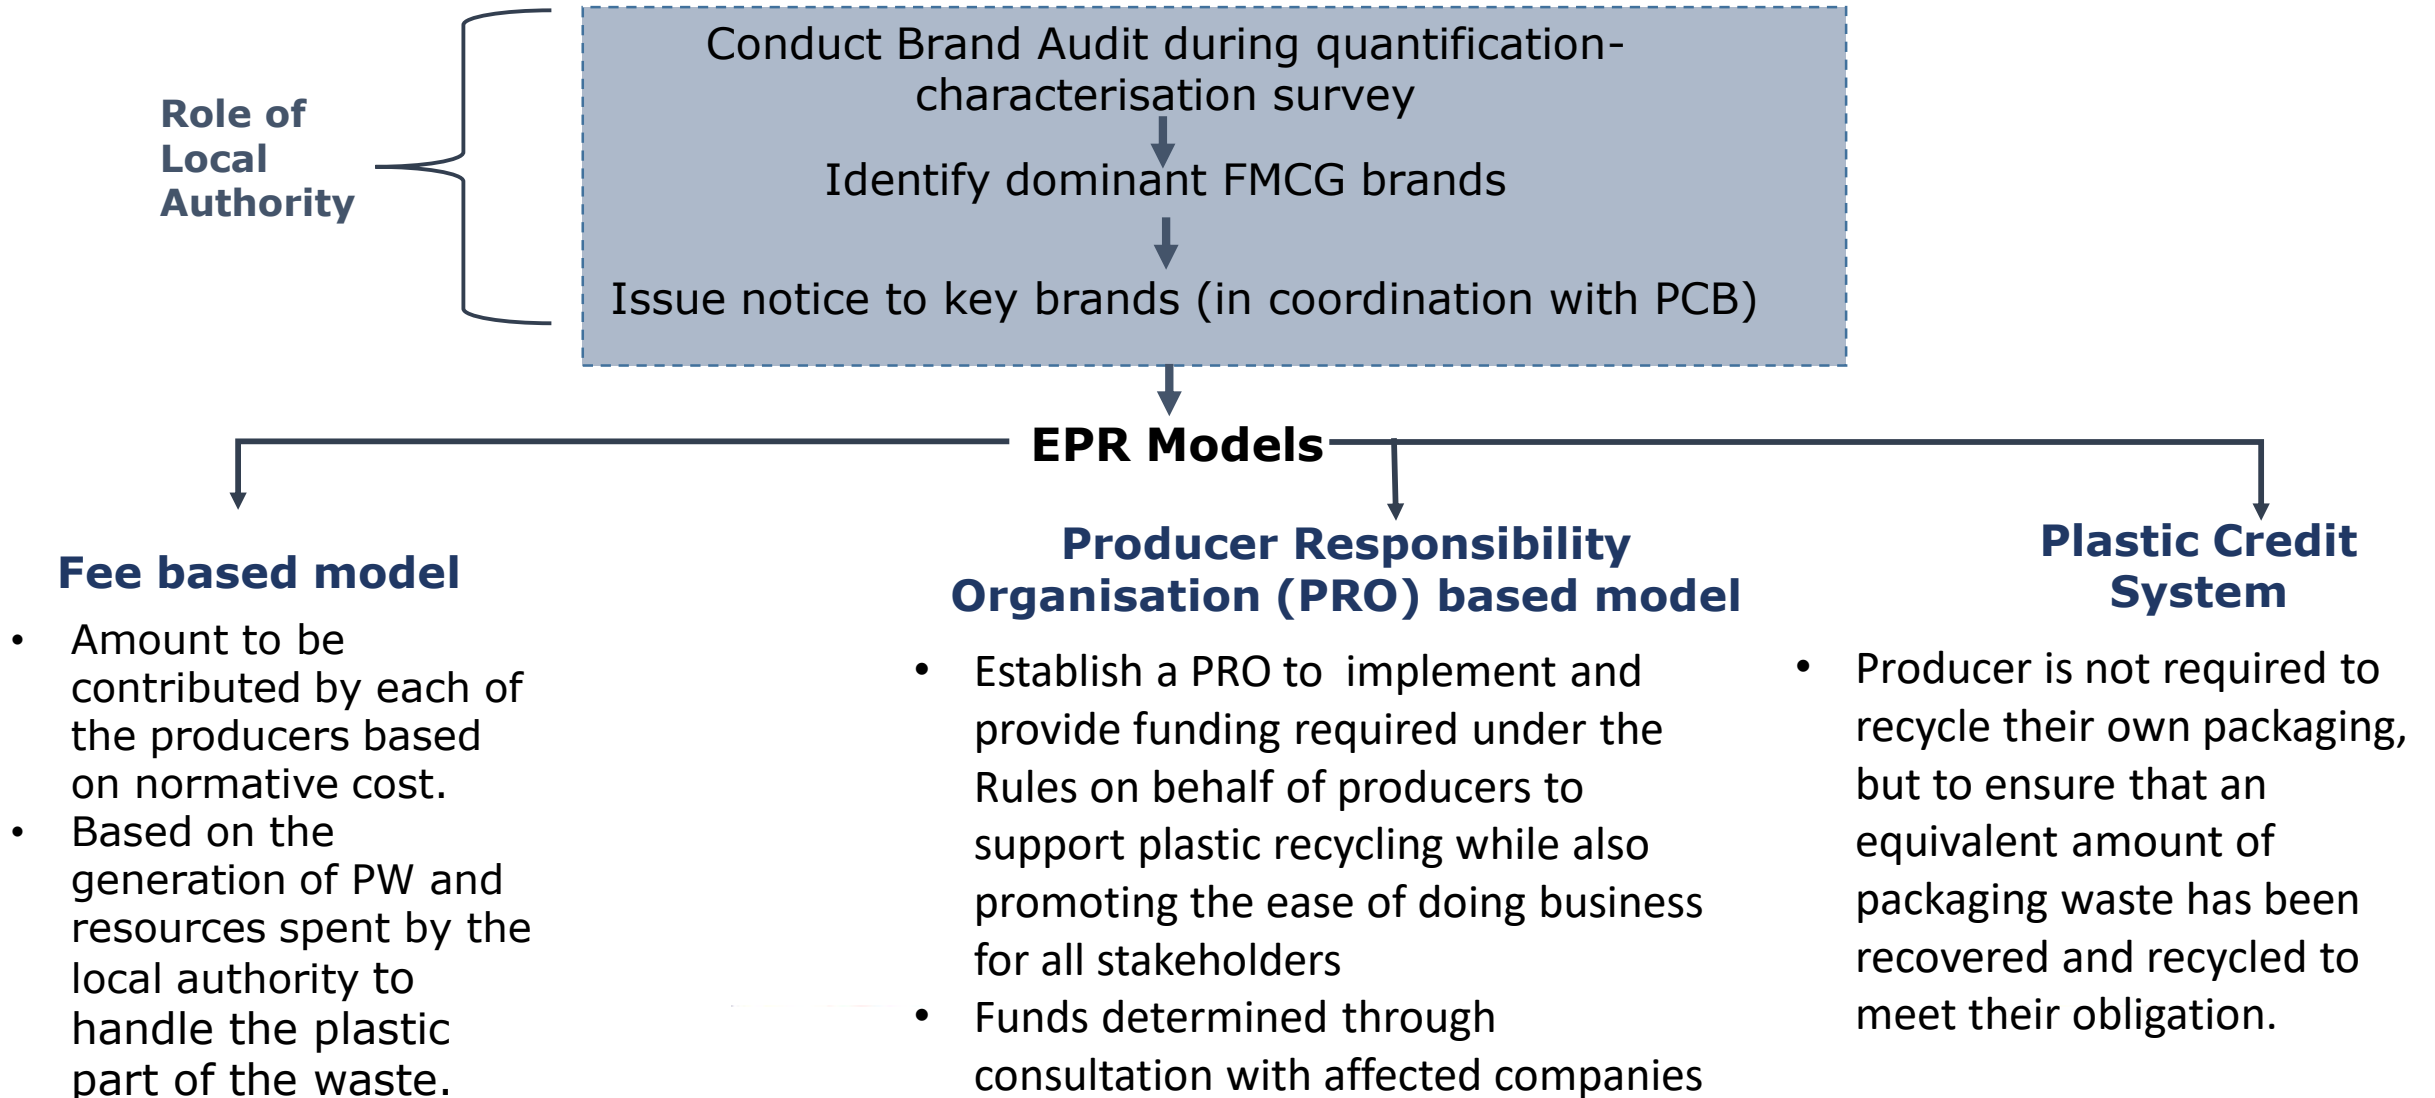 Conduct Brand Audit during quantification-
characterisation survey
Role of
Local
Authority
Identify dominant FMCG brands
Issue notice to key brands (in coordination with PCB)
EPR Models
Fee based model
• Amount to be
contributed by each of
the producers based
on normative cost.
• Based on the
generation of PW and
resources spent by the
local authority to
handle the plastic
part of the waste.
Producer Responsibility
Organisation (PRO) based model
• Establish a PRO to implement and
provide funding required under the
Rules on behalf of producers to
support plastic recycling while also
promoting the ease of doing business
for all stakeholders
• Funds determined through
consultation with affected companies
Plastic Credit
System
• Producer is not required to
recycle their own packaging,
but to ensure that an
equivalent amount of
packaging waste has been
recovered and recycled to
meet their obligation.